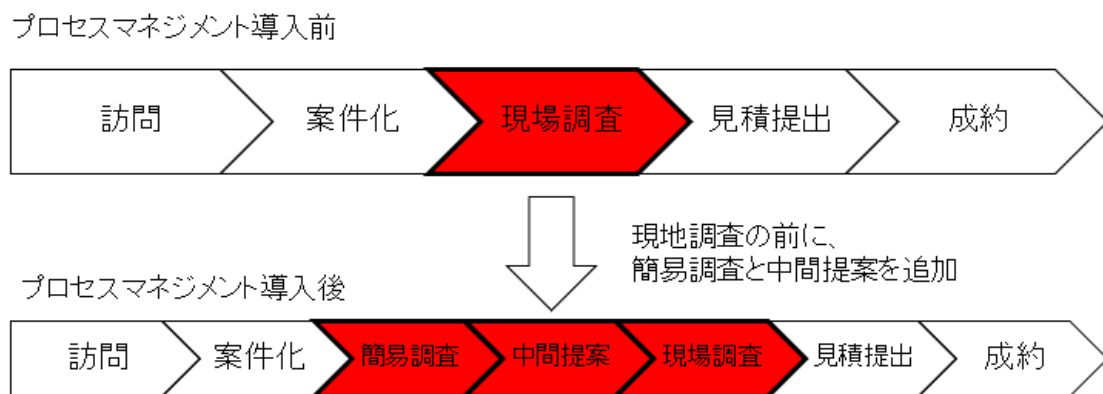 プロセスマネジメント導入前
訪問
案件化
現場調査
見積提出
成約
現地調査の前に、
簡易調査と中間提案を追加
プロセスマネジメント導入後
訪問
案件化
簡易調査
中間提案
現場調査
見積提出
成約